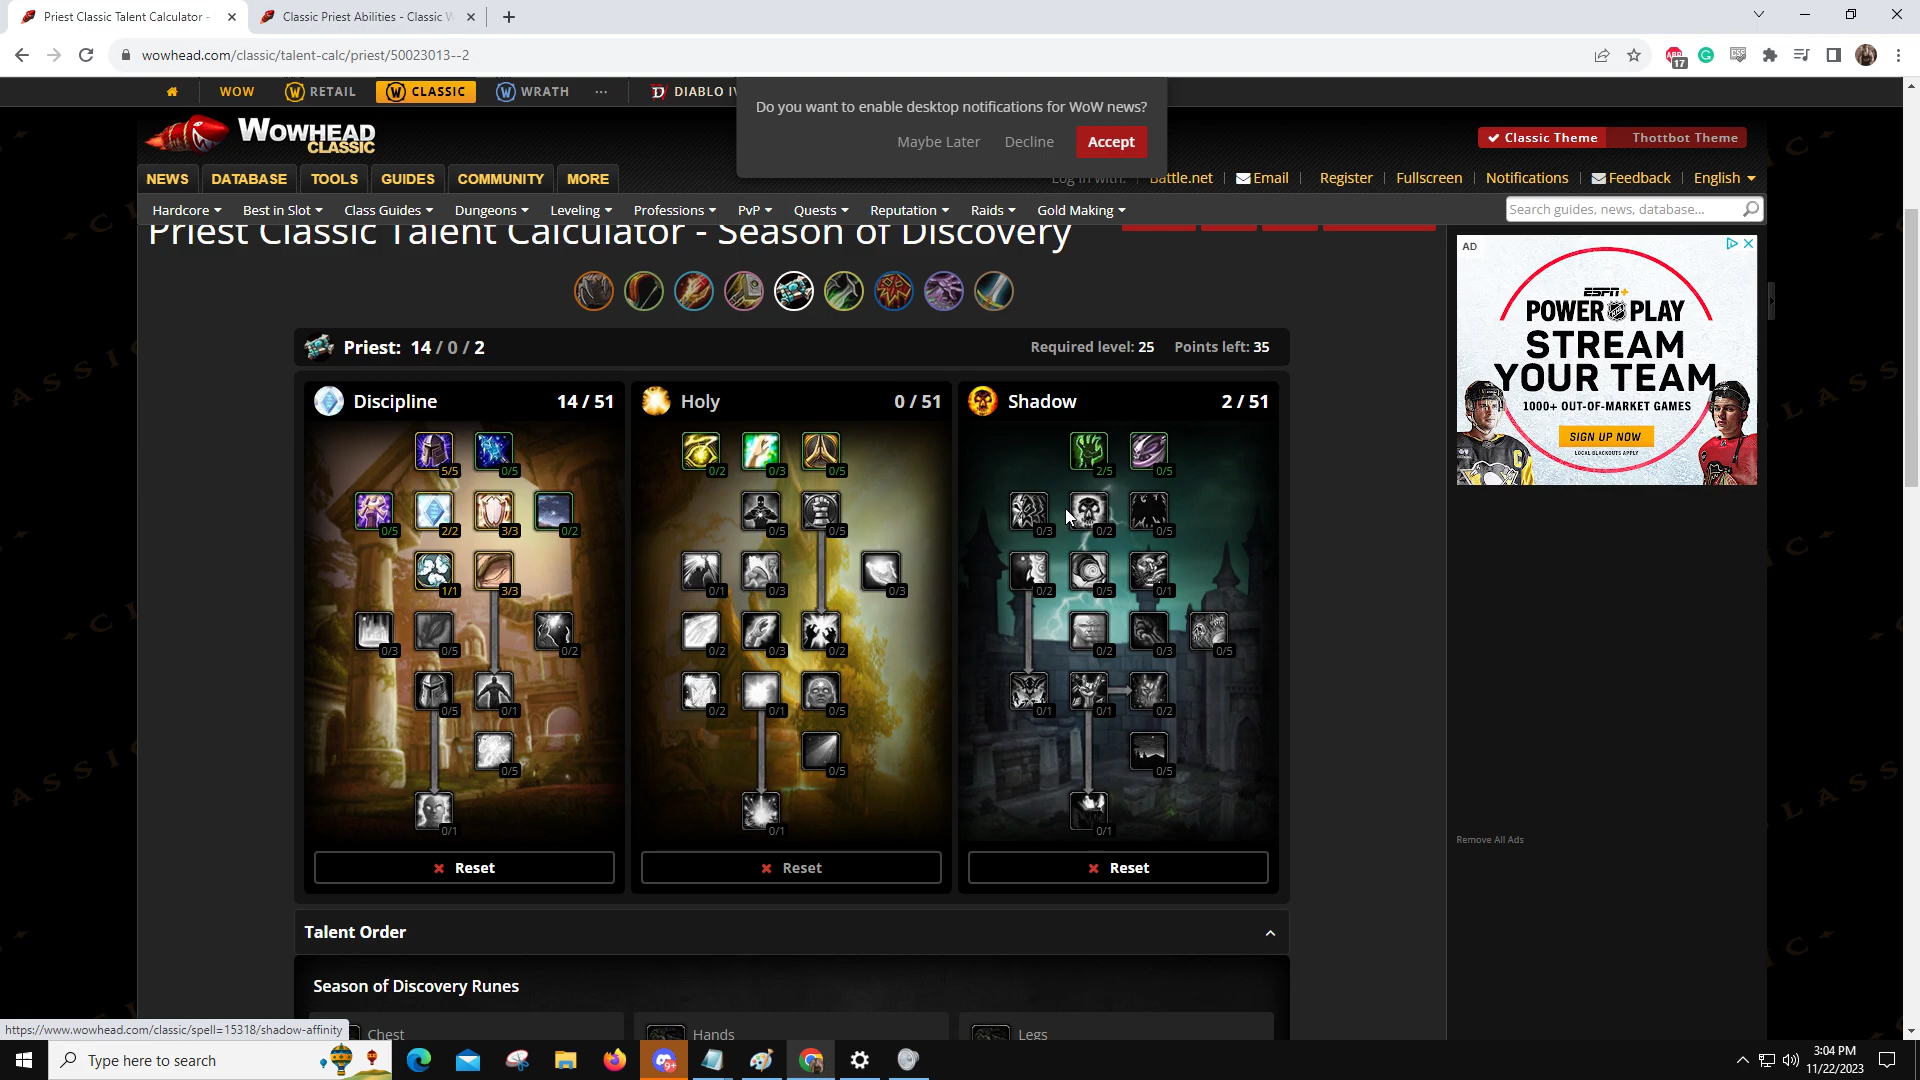 Priest Classic Talent Calculator -
Classic Priest Abilities - Classic W
wowhead.com/classic/talent-calc/priest/50023013--2
17
WOW
RETAIL
CLASSIC
WRATH
...
DIABLO IV
Do you want to enable desktop notifications for WoW news?
Maybe Later
Decline
Accept
WOWHEAD
CLASSIC
Classic Theme
Thottbot Theme
NEWS
DATABASE
TOOLS
GUIDES
COMMUNITY
MORE
Log in with:
Battle.net
Email
Register
Fullscreen
Notifications
Feedback
English
Hardcore
Best in Slot
Class Guides
Dungeons
Leveling
Professions
PvP
Quests
Reputation
Raids
Gold Making
Search guides, news, database...
Priest Classic Talent Calculator - Season of Discovery
Priest: 14 / 0 / 2
Required level: 25
Points left: 35
Discipline
14 / 51
Holy
0 / 51
Shadow
2 / 51
5/5
0/5
0/2
0/3
0/5
2/5
0/5
0/5
2/2
3/3
0/2
0/5
0/5
0/3
0/2
0/5
1/1
3/3
0/1
0/3
0/3
0/2
0/5
0/1
0/3
0/5
0/2
0/2
0/3
0/2
0/2
0/3
0/5
0/5
0/1
0/2
0/1
0/5
0/1
0/1
0/2
0/5
0/5
0/5
0/1
0/1
0/1
Reset
Reset
Reset
Talent Order
Season of Discovery Runes
Chest
Hands
Legs
AD
ESPN+
POWER PLAY
STREAM
YOUR TEAM
1000+ OUT-OF-MARKET GAMES
SIGN UP NOW
LOCAL BLACKOUTS APPLY
Remove All Ads
https://www.wowhead.com/classic/spell=15318/shadow-affinity
Type here to search
3:04 PM
11/22/2023